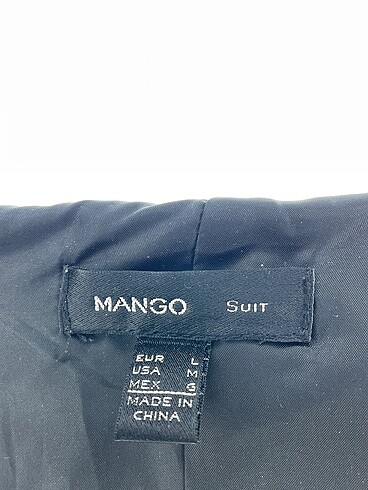 MANGO SUIT
EUR L
USA M
MEX G
MADE IN
CHINA